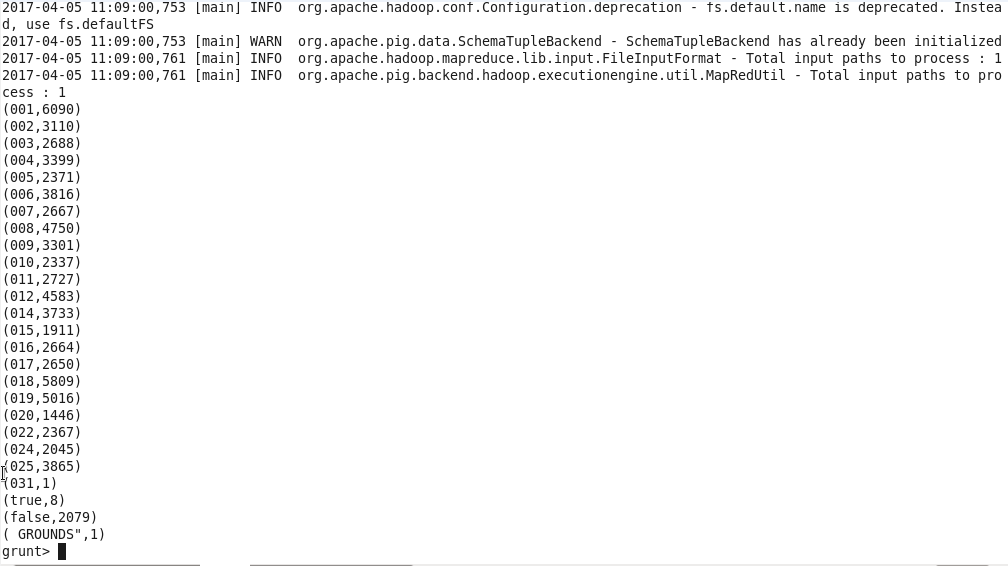 2017-04-05 11:09:00,753 [main] INFO  org.apache.hadoop.conf.Configuration.deprecation - fs.default.name is deprecated. Instea
d, use fs.defaultFS
2017-04-05 11:09:00,753 [main] WARN  org.apache.pig.data.SchemaTupleBackend - SchemaTupleBackend has already been initialized
2017-04-05 11:09:00,761 [main] INFO  org.apache.hadoop.mapreduce.lib.input.FileInputFormat - Total input paths to process : 1
2017-04-05 11:09:00,761 [main] INFO  org.apache.pig.backend.hadoop.executionengine.util.MapRedUtil - Total input paths to pro
cess : 1
(001,6090)
(002,3110)
(003,2688)
(004,3399)
(005,2371)
(006,3816)
(007,2667)
(008,4750)
(009,3301)
(010,2337)
(011,2727)
(012,4583)
(014,3733)
(015,1911)
(016,2664)
(017,2650)
(018,5809)
(019,5016)
(020,1446)
(022,2367)
(024,2045)
(025,3865)
(031,1)
(true,8)
(false,2079)
( GROUNDS",1)
grunt>